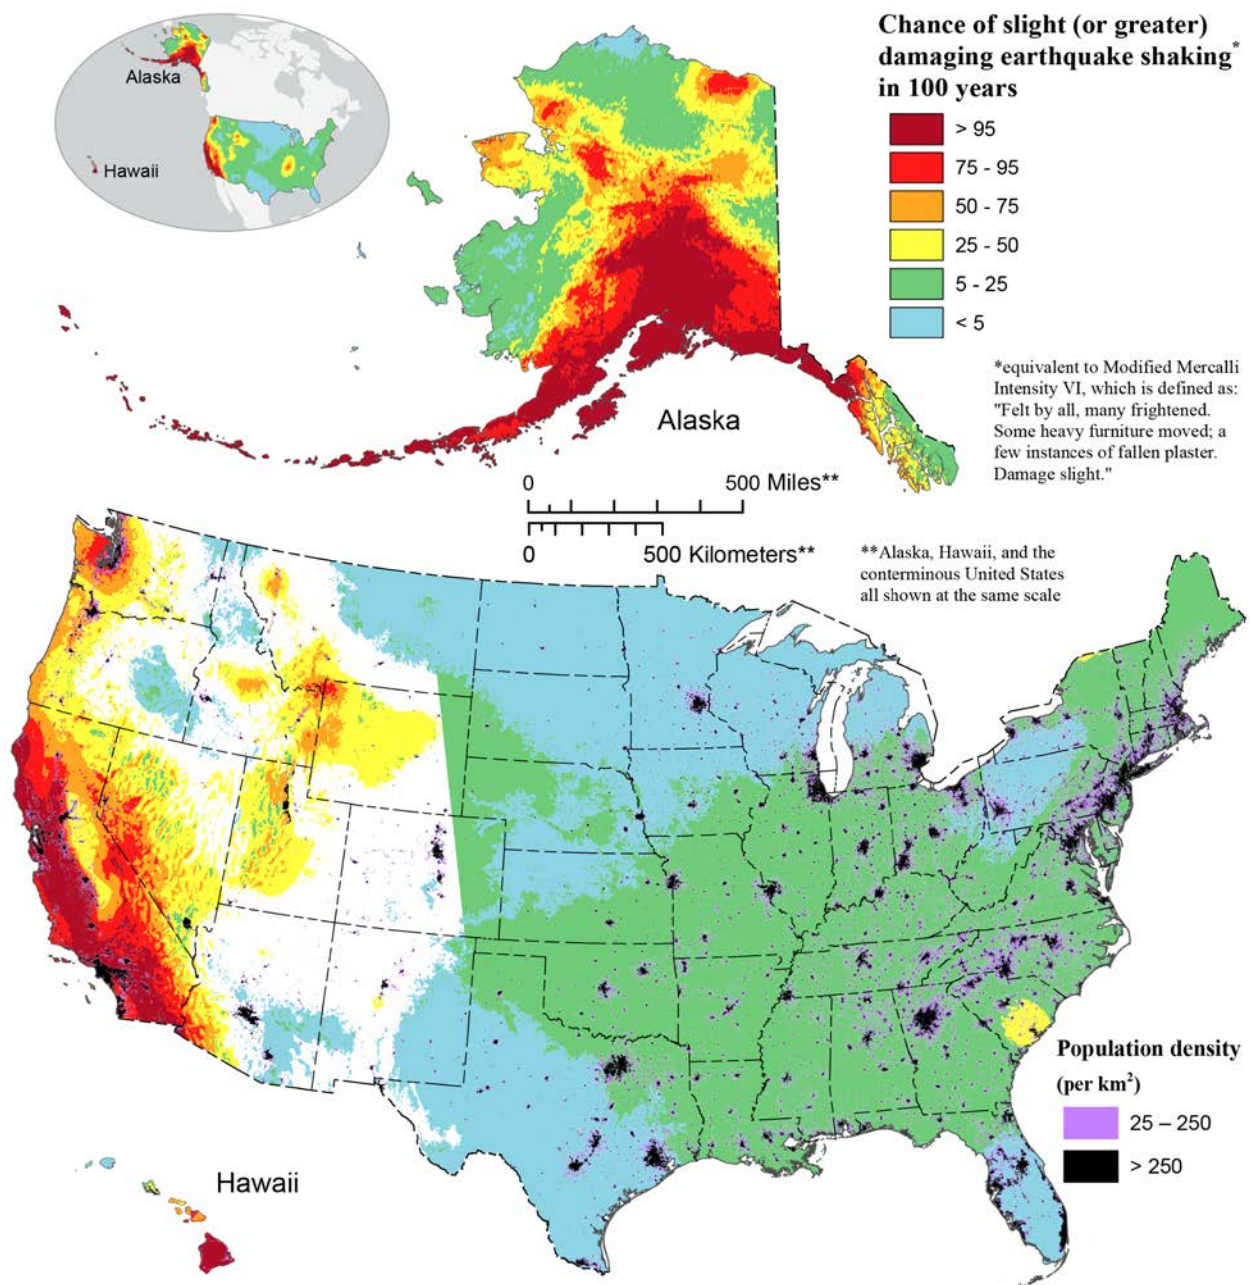 Alaska
Hawaii
Chance of slight (or greater)
damaging earthquake shaking*
in 100 years
> 95
75 - 95
50 - 75
25 - 50
5 - 25
< 5
*equivalent to Modified Mercalli
Intensity VI, which is defined as:
"Felt by all, many frightened.
Some heavy furniture moved; a
few instances of fallen plaster.
Damage slight."
Alaska
0 500 Miles**
0 500 Kilometers**
**Alaska, Hawaii, and the
conterminous United States
all shown at the same scale
Population density
(per km²)
25 – 250
> 250
Hawaii